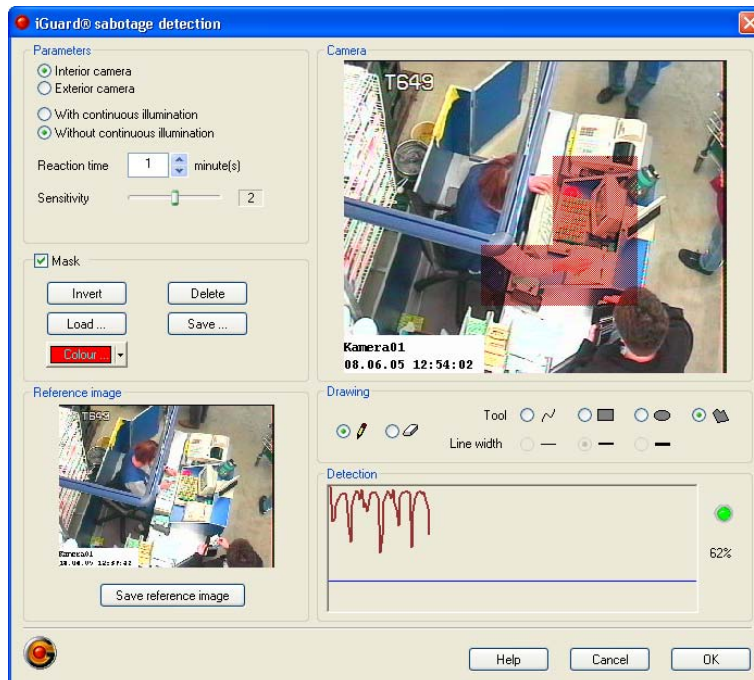 iGuard® sabotage detection
Parameters
Interior camera
Exterior camera
With continuous illumination
Without continuous illumination
Reaction time 1 minute(s)
Sensitivity 2
Mask
Invert Delete
Load ... Save ...
Colour ...
Reference image
T649
Kamera01
Save reference image
Camera
T649
Kamera01
08.06.05 12:54:02
Drawing
Tool
Line width
Detection
62%
Help Cancel OK